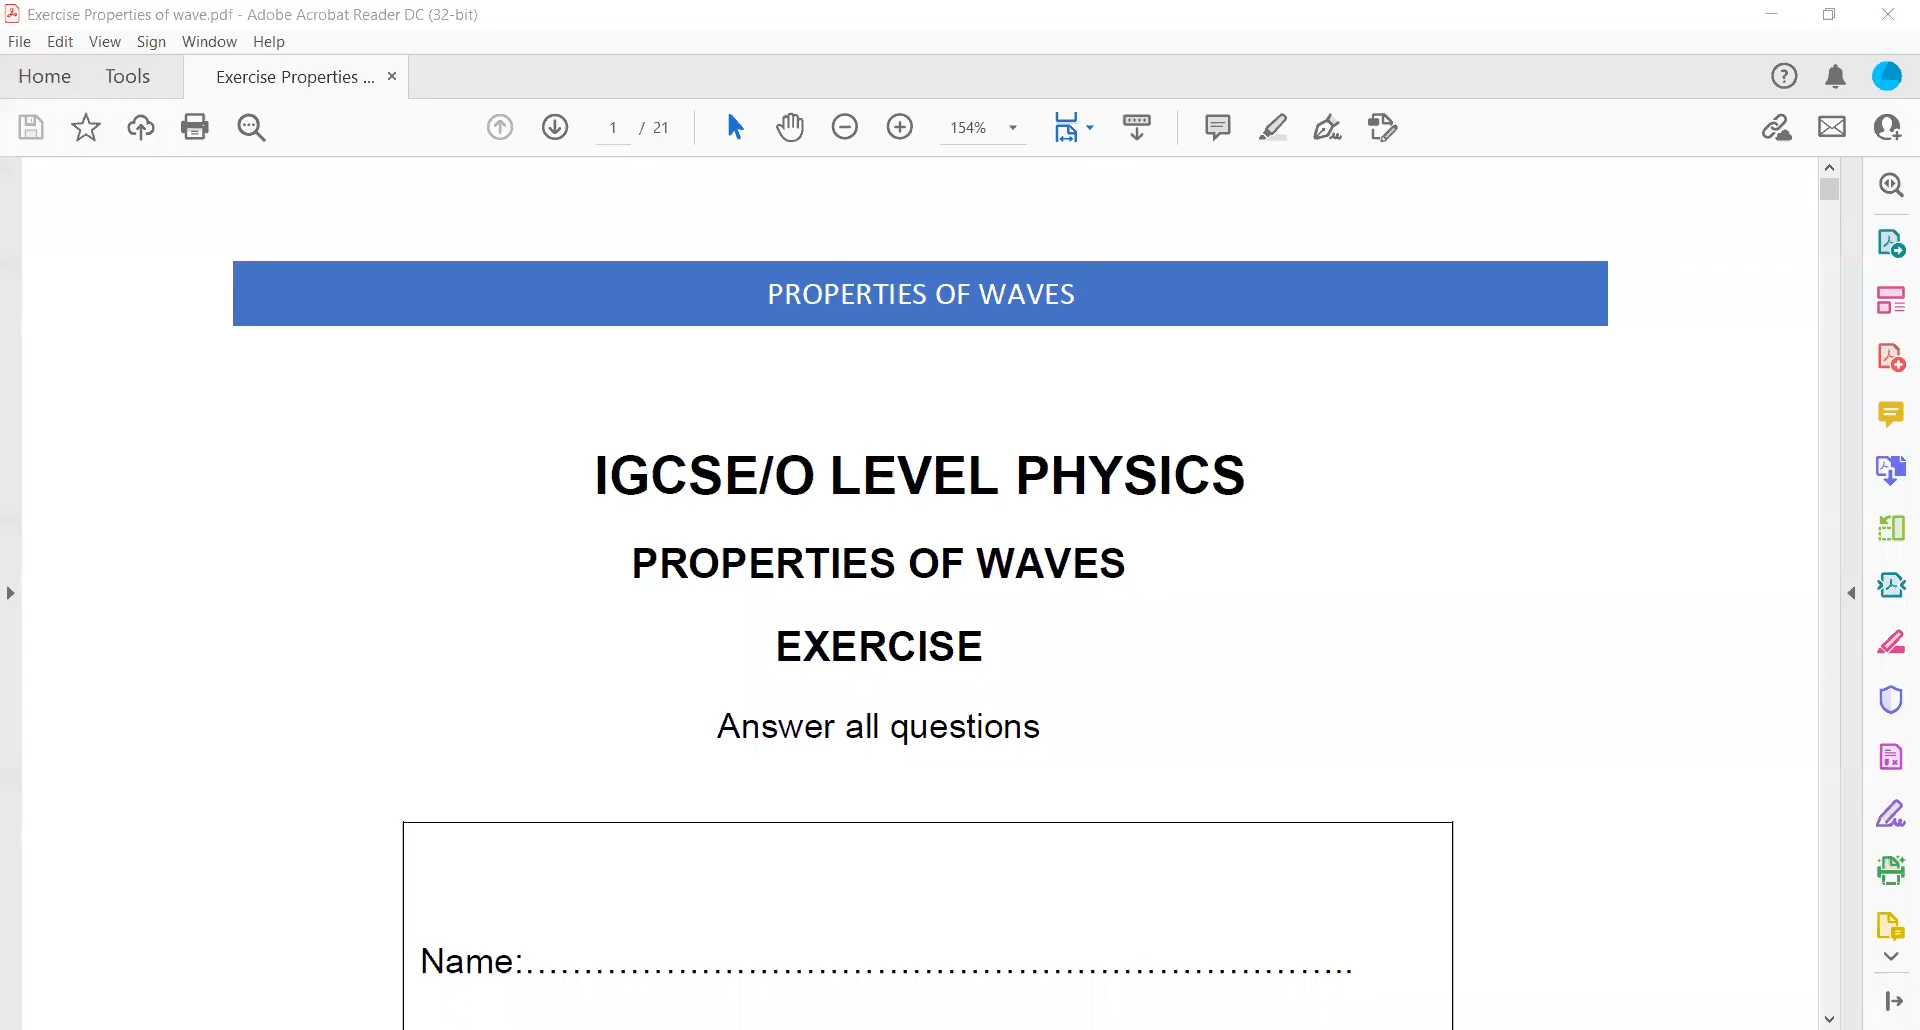 Exercise Properties of wave.pdf - Adobe Acrobat Reader DC (32-bit)
File Edit View Sign Window Help
Home Tools Exercise Properties ... ×
1 / 21 154%
PROPERTIES OF WAVES
IGCSE/O LEVEL PHYSICS
PROPERTIES OF WAVES
EXERCISE
Answer all questions
Name:…………………………………………………………..